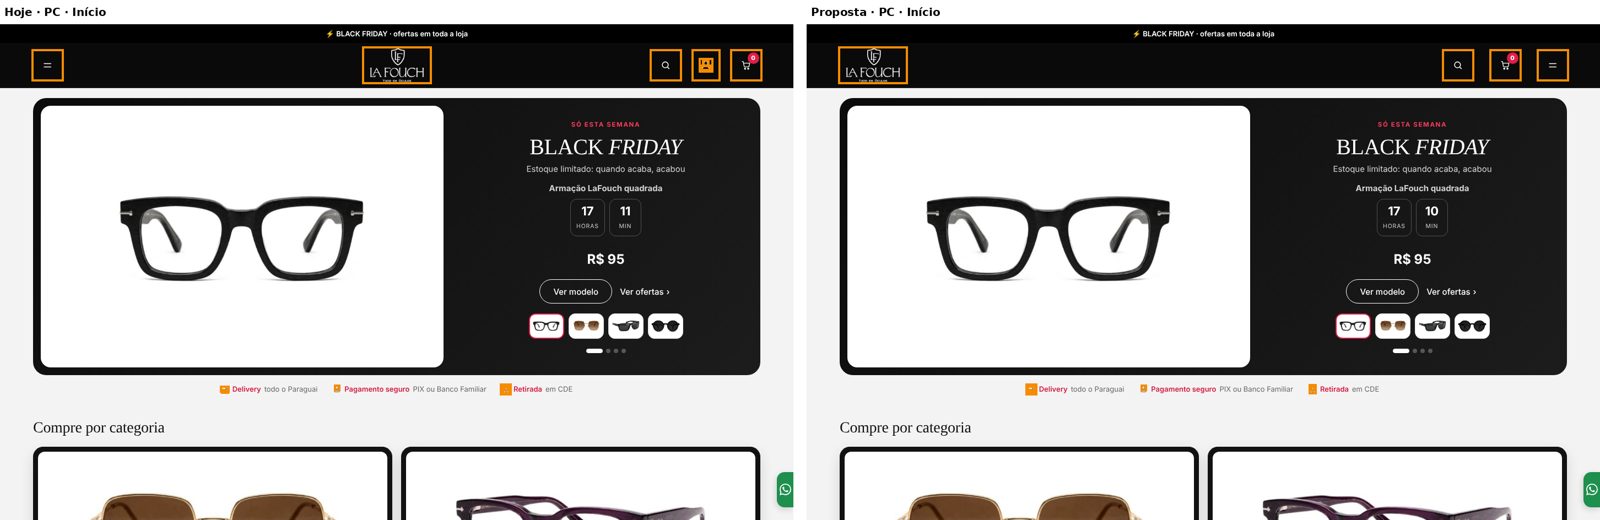 Hoje · PC · Início
⚡ BLACK FRIDAY · ofertas em toda a loja
LA FOUCH
0
SÓ ESTA SEMANA
BLACK FRIDAY
Estoque limitado: quando acaba, acabou
Armação LaFouch quadrada
17 11
HORAS MIN
R$ 95
Ver modelo Ver ofertas ›
Delivery todo o Paraguai Pagamento seguro PIX ou Banco Familiar Retirada em CDE
Compre por categoria
Proposta · PC · Início
⚡ BLACK FRIDAY · ofertas em toda a loja
LA FOUCH
0
SÓ ESTA SEMANA
BLACK FRIDAY
Estoque limitado: quando acaba, acabou
Armação LaFouch quadrada
17 10
HORAS MIN
R$ 95
Ver modelo Ver ofertas ›
Delivery todo o Paraguai Pagamento seguro PIX ou Banco Familiar Retirada em CDE
Compre por categoria